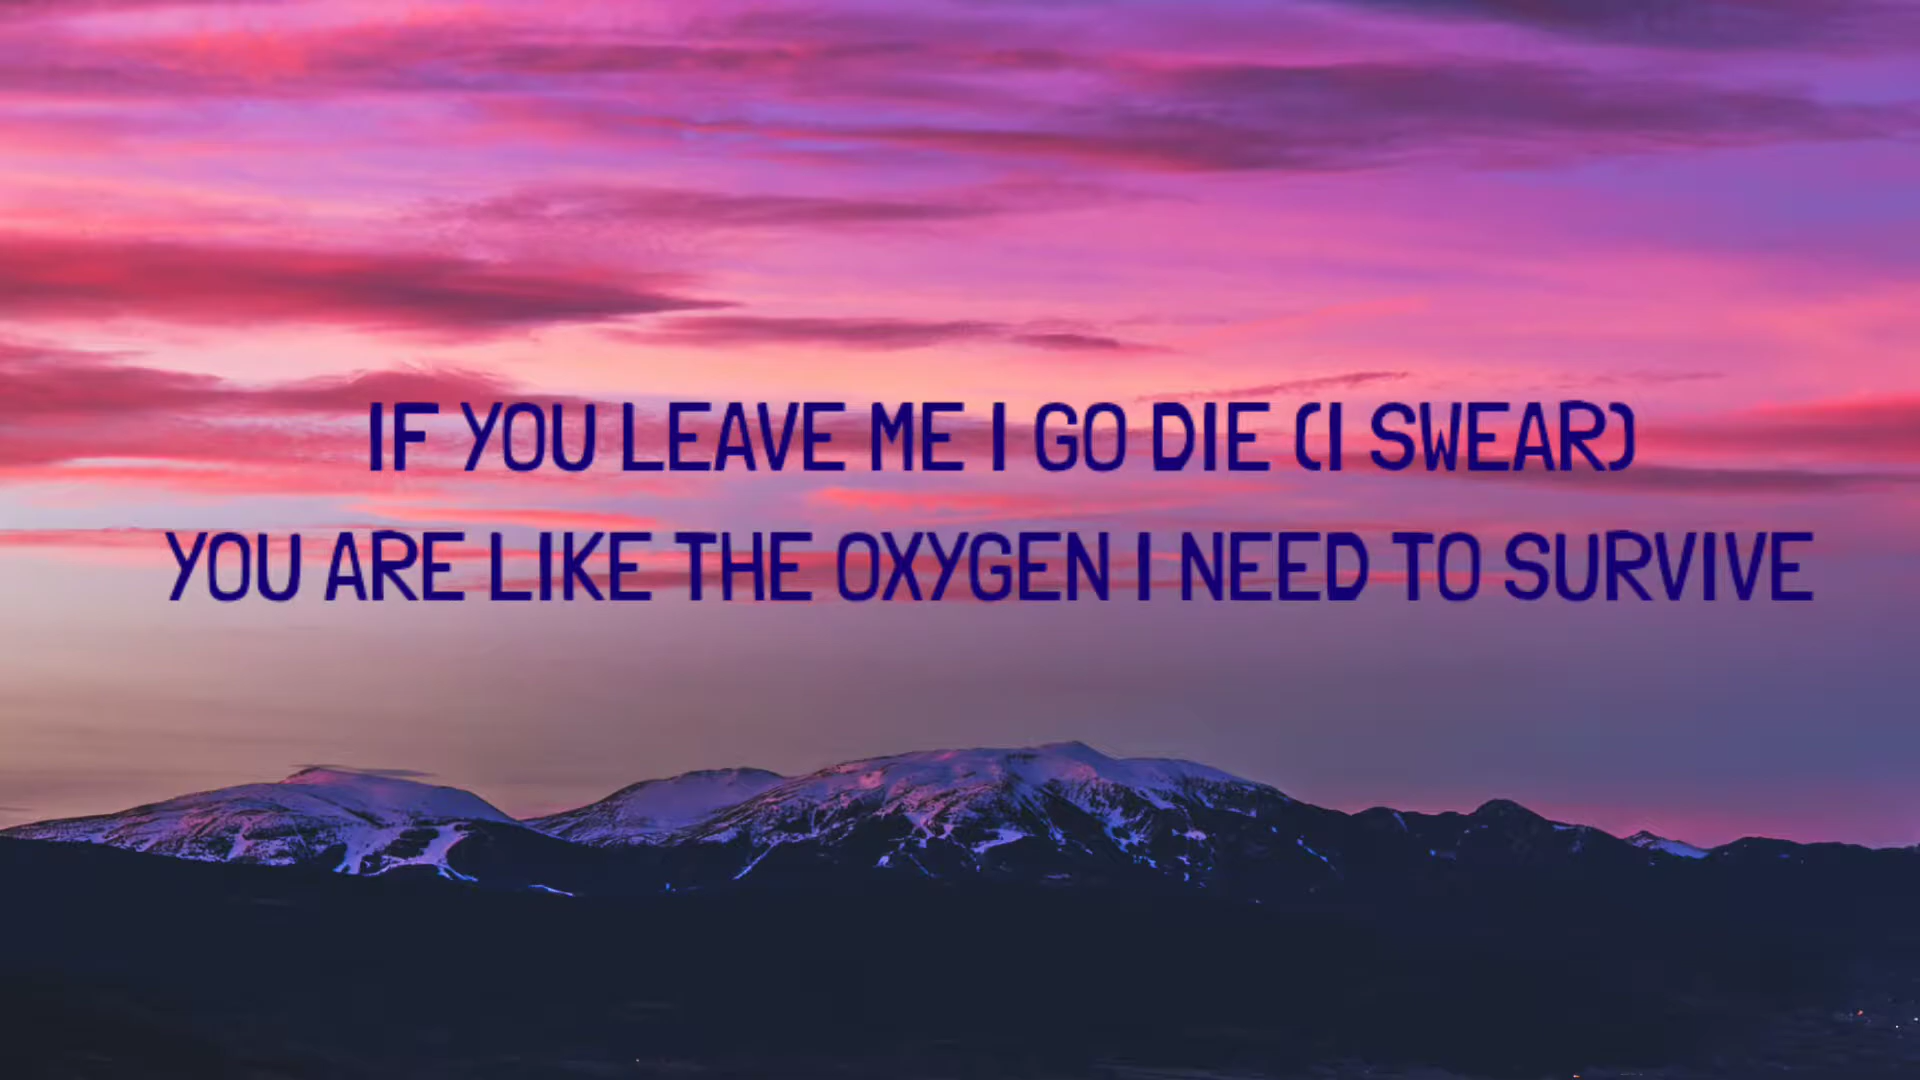 IF YOU LEAVE ME I GO DIE (I SWEAR)
YOU ARE LIKE THE OXYGEN I NEED TO SURVIVE